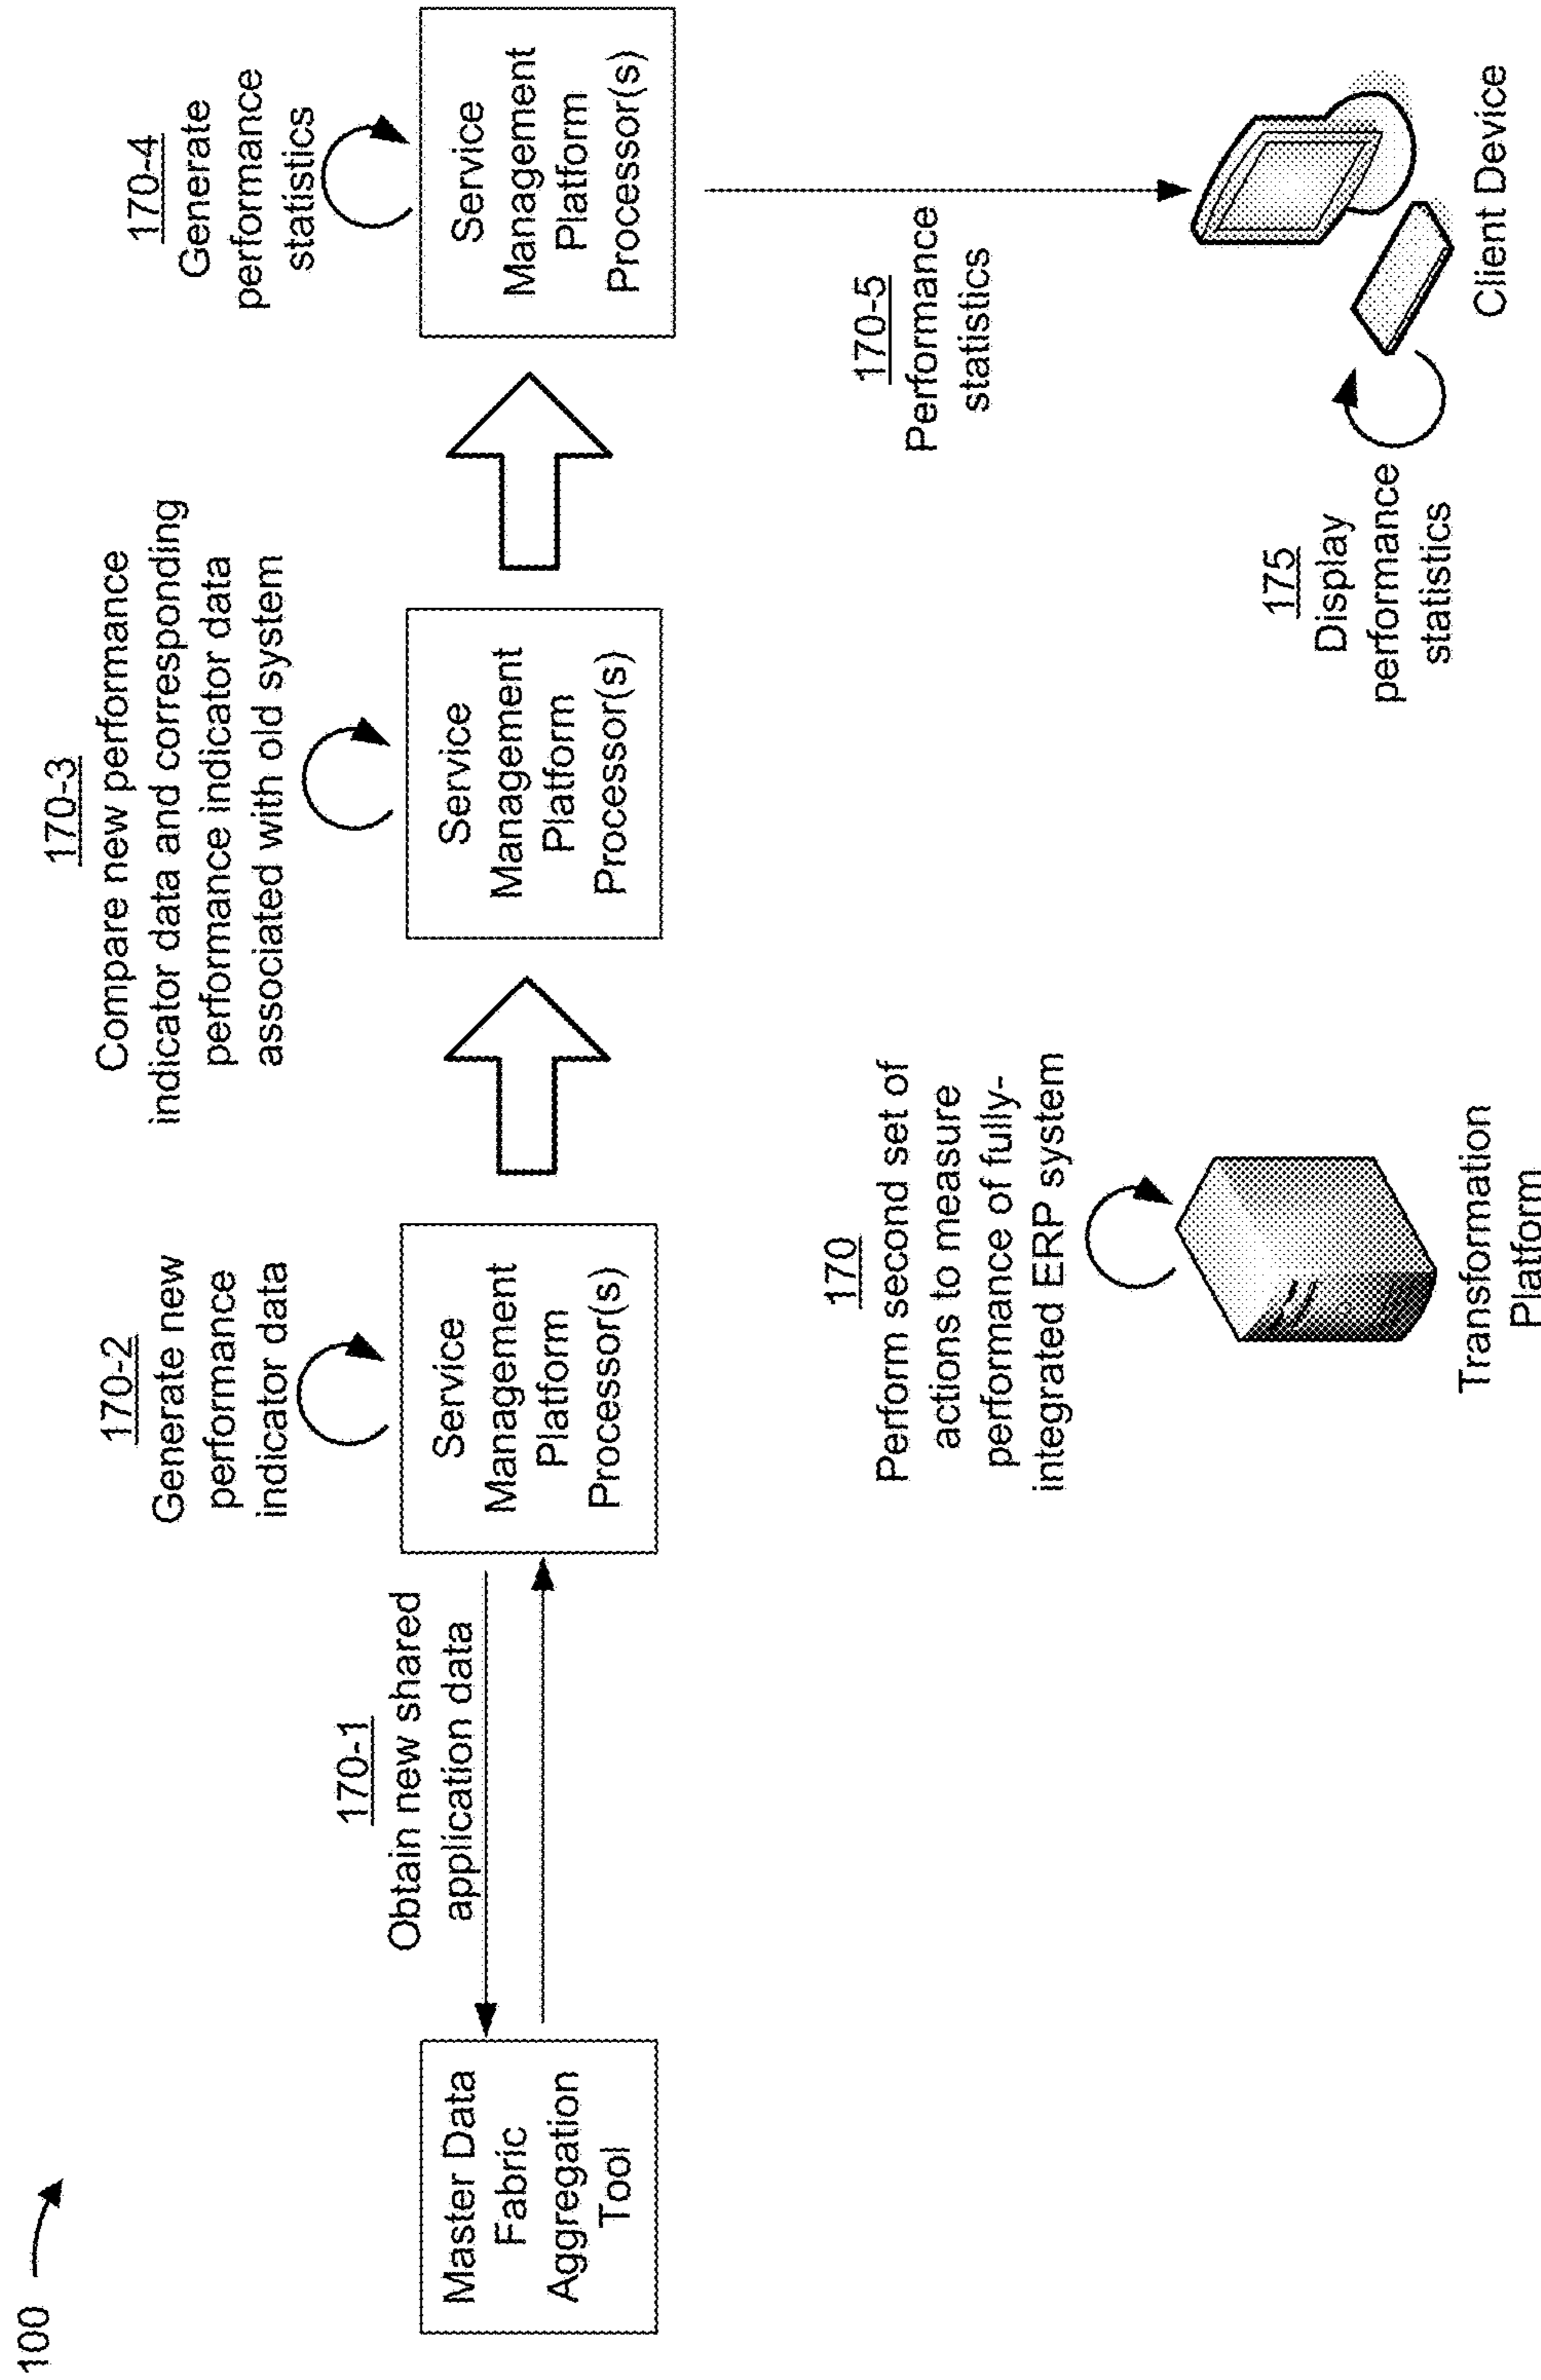 100
170-4
Generate
performance
statistics
170-3
Compare new performance
indicator data and corresponding
performance indicator data
associated with old system
170-2
Generate new
performance
indicator data
170-1
Obtain new shared
application data
Master Data
Fabric
Aggregation
Tool
Service
Management
Platform
Processor(s)
Service
Management
Platform
Processor(s)
Service
Management
Platform
Processor(s)
170
Perform second set of
actions to measure
performance of fully-
integrated ERP system
Transformation
Platform
170-5
Performance
statistics
175
Display
performance
statistics
Client Device